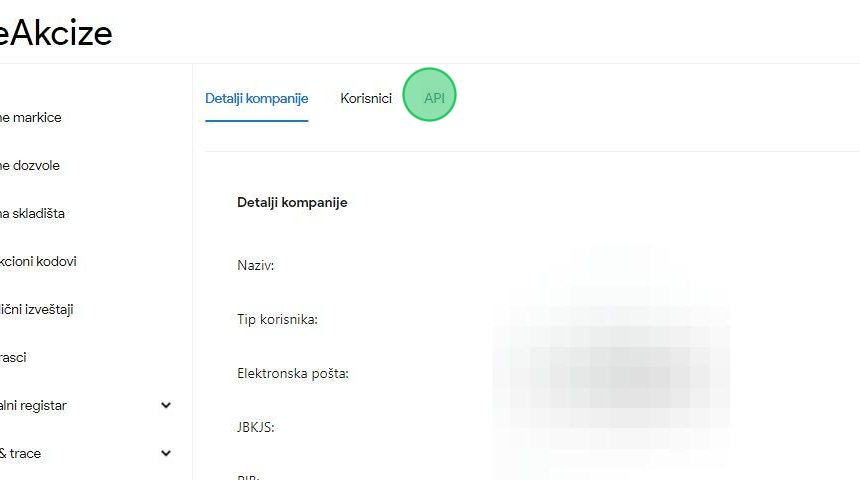 eAkcize
ne markice
ne dozvole
na skladišta
kcioni kodovi
ični izveštaji
rasci
alni registar
& trace
Detalji kompanije
Korisnici
API
Detalji kompanije
Naziv:
Tip korisnika:
Elektronska pošta:
JBKJS:
PIB: